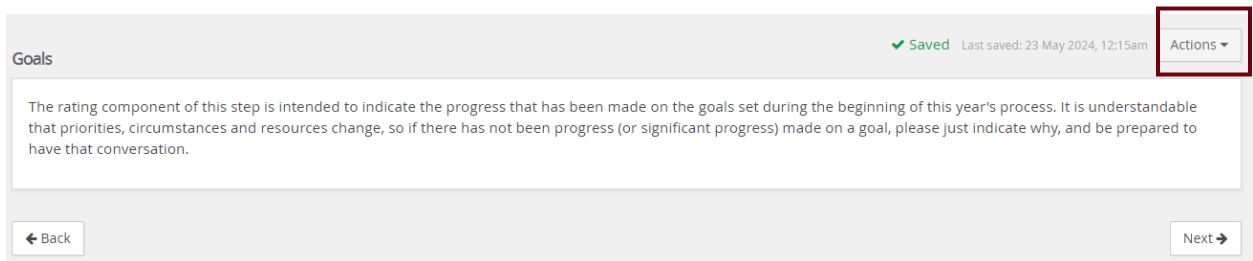 ✔ Saved Last saved: 23 May 2024, 12:15am Actions
Goals
The rating component of this step is intended to indicate the progress that has been made on the goals set during the beginning of this year's process. It is understandable
that priorities, circumstances and resources change, so if there has not been progress (or significant progress) made on a goal, please just indicate why, and be prepared to
have that conversation.
Back
Next